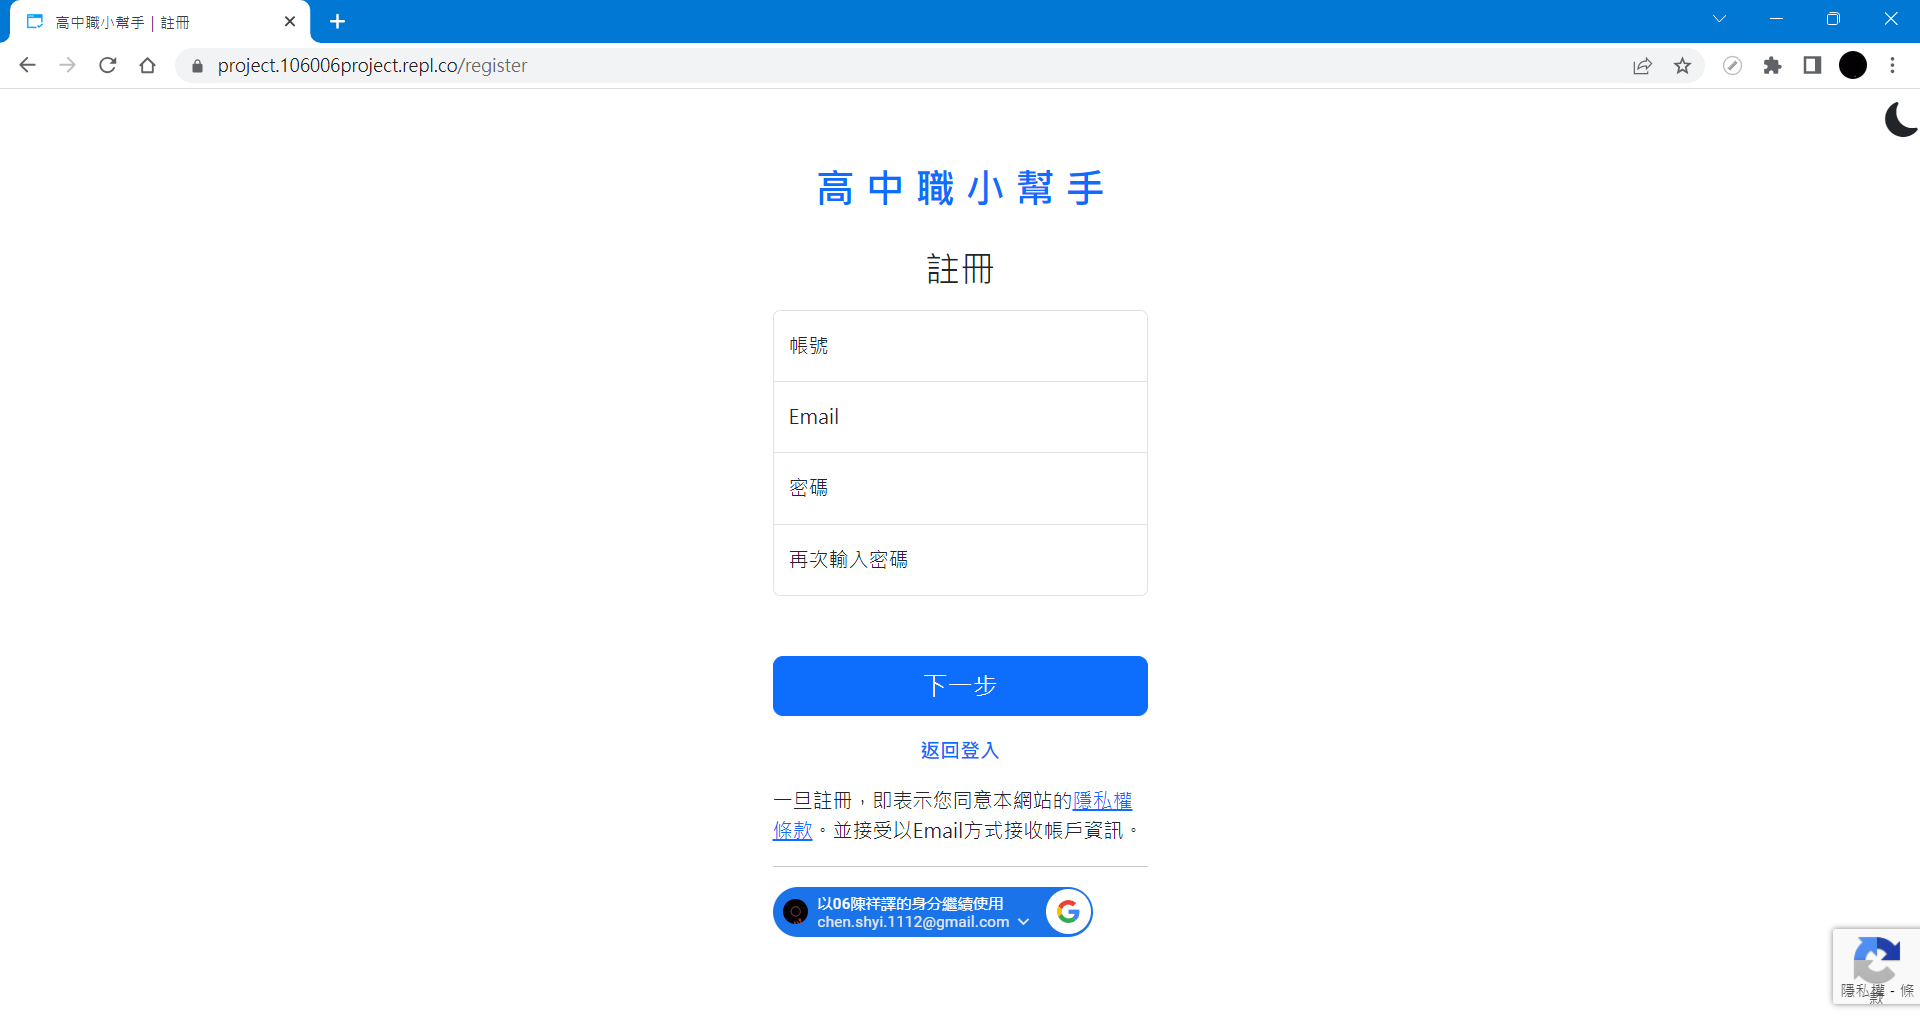 高中職小幫手 | 註冊
project.106006project.repl.co/register
高中職小幫手
註冊
帳號
Email
密碼
再次輸入密碼
下一步
返回登入
一旦註冊，即表示您同意本網站的隱私權
條款。並接受以Email方式接收帳戶資訊。
以06陳祥譯的身分繼續使用
chen.shyi.1112@gmail.com
隱私權 - 條
款